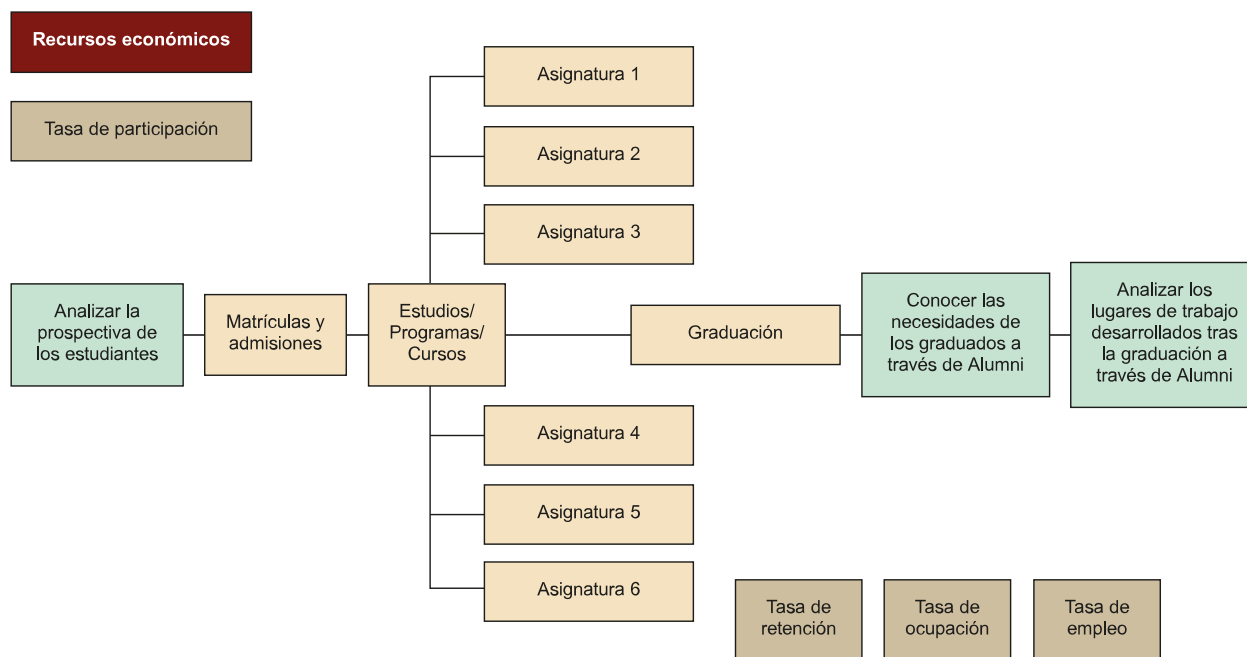 Recursos económicos
Tasa de participación
Asignatura 1
Asignatura 2
Asignatura 3
Analizar la
prospectiva de
los estudiantes
Matrículas y
admisiones
Estudios/
Programas/
Cursos
Graduación
Conocer las
necesidades de
los graduados a
través de Alumni
Analizar los
lugares de trabajo
desarrollados tras
la graduación a
través de Alumni
Asignatura 4
Asignatura 5
Asignatura 6
Tasa de
retención
Tasa de
ocupación
Tasa de
empleo